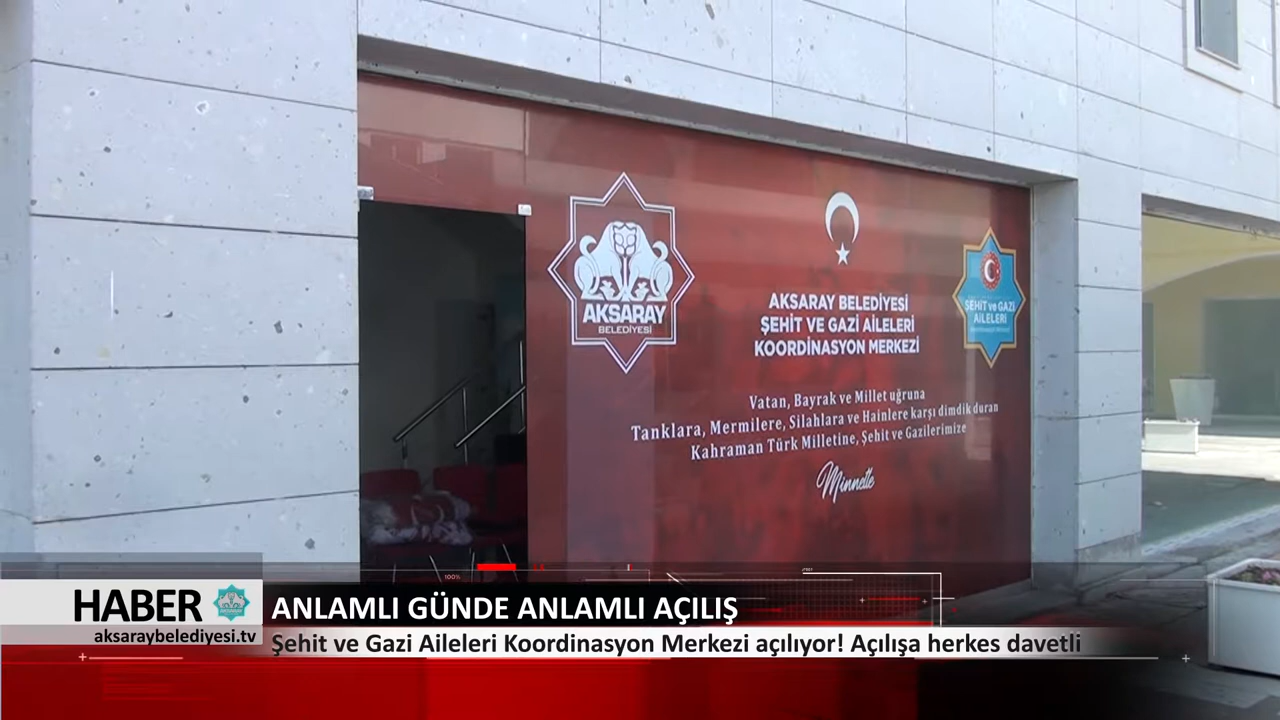 AKSARAY
BELEDİYESİ
AKSARAY BELEDİYESİ
ŞEHİT VE GAZİ AİLELERİ
KOORDİNASYON MERKEZİ
ŞEHİT ve GAZİ
AİLELERİ
Vatan, Bayrak ve Millet uğruna
Tanklara, Mermilere, Silahlara ve Hainlere karşı dimdik duran
Kahraman Türk Milletine, Şehit ve Gazilerimize
Minnetle
100%
HABER
aksaraybelediyesi.tv
ANLAMLI GÜNDE ANLAMLI AÇILIŞ
Şehit ve Gazi Aileleri Koordinasyon Merkezi açılıyor! Açılışa herkes davetli